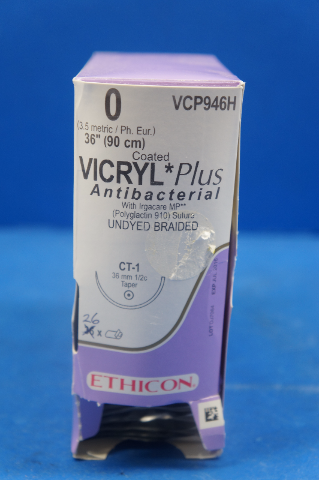 0
VCP946H
(3.5 metric / Ph. Eur.)
36" (90 cm)
Coated
VICRYL* Plus
Antibacterial
With Irgacare MP**
(Polyglactin 910) Suture
UNDYED BRAIDED
CT-1
36 mm 1/2c
Taper
26
x
ETHICON